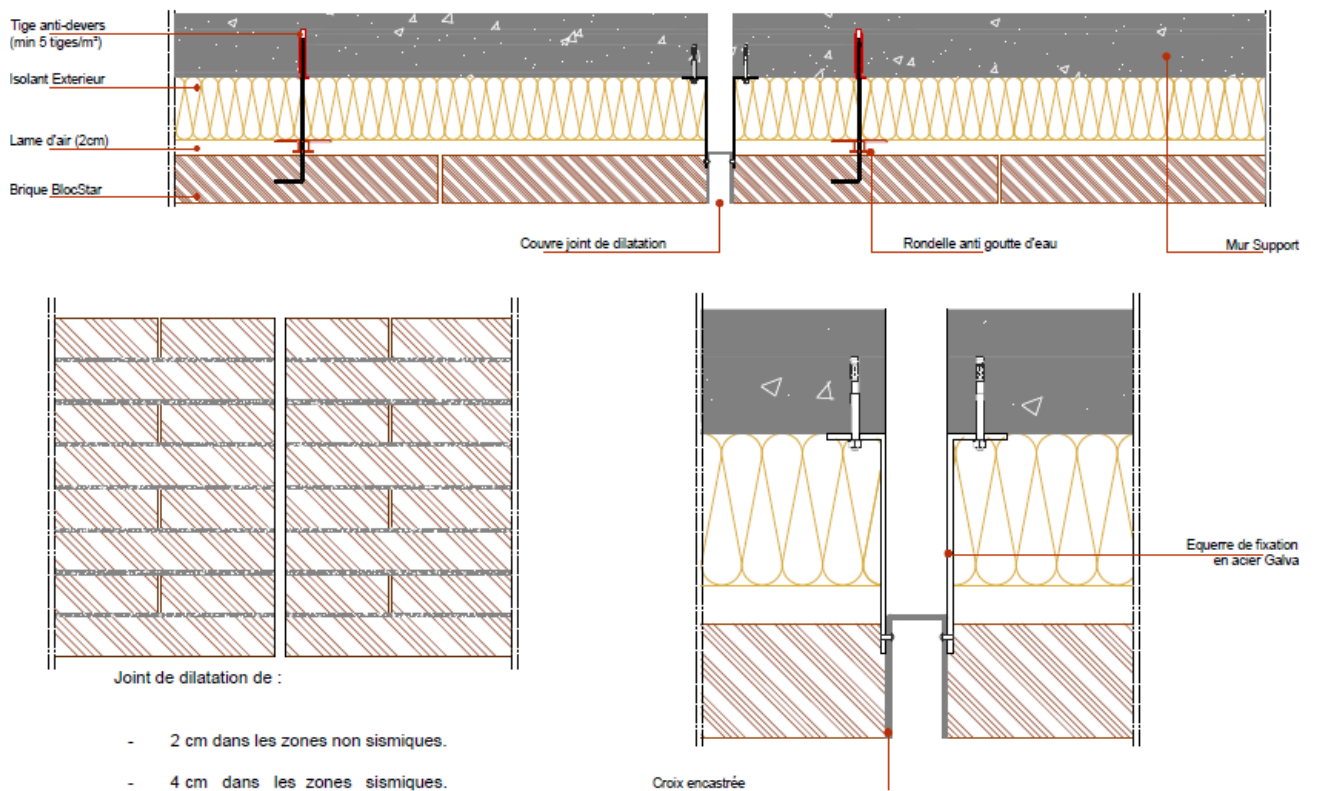 Tige anti-devers
(min 5 tiges/m²)
Isolant Exterieur
Lame d'air (2cm)
Brique BlocStar
Couvre joint de dilatation
Rondelle anti goutte d'eau
Mur Support
Equerre de fixation
en acier Galva
Joint de dilatation de :
- 2 cm dans les zones non sismiques.
- 4 cm dans les zones sismiques.
Croix encastrée